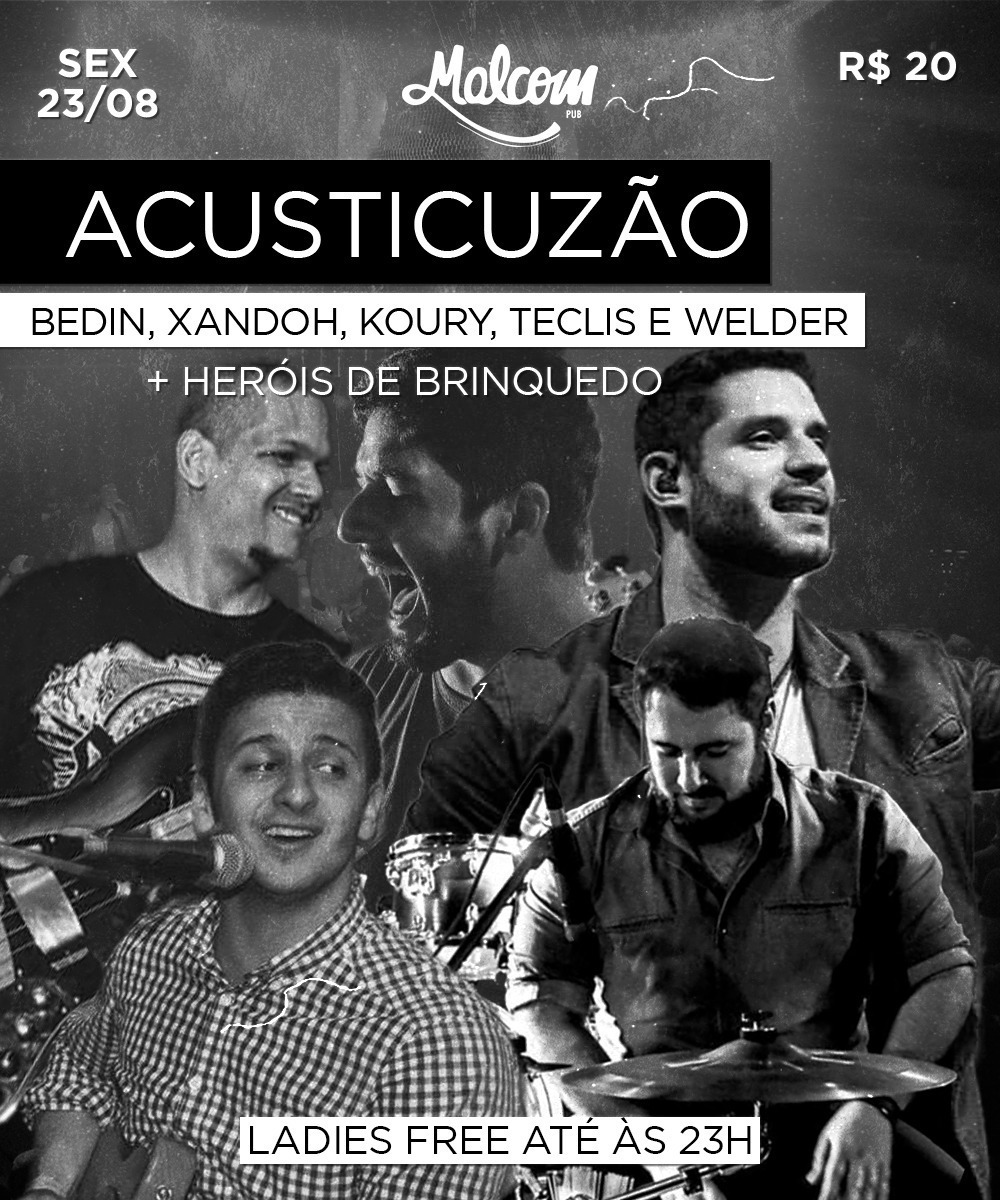 SEX
23/08
Malcom
PUB
R$ 20
ACUSTICUZÃO
BEDIN, XANDOH, KOURY, TECLIS E WELDER
+ HERÓIS DE BRINQUEDO
LADIES FREE ATÉ ÀS 23H